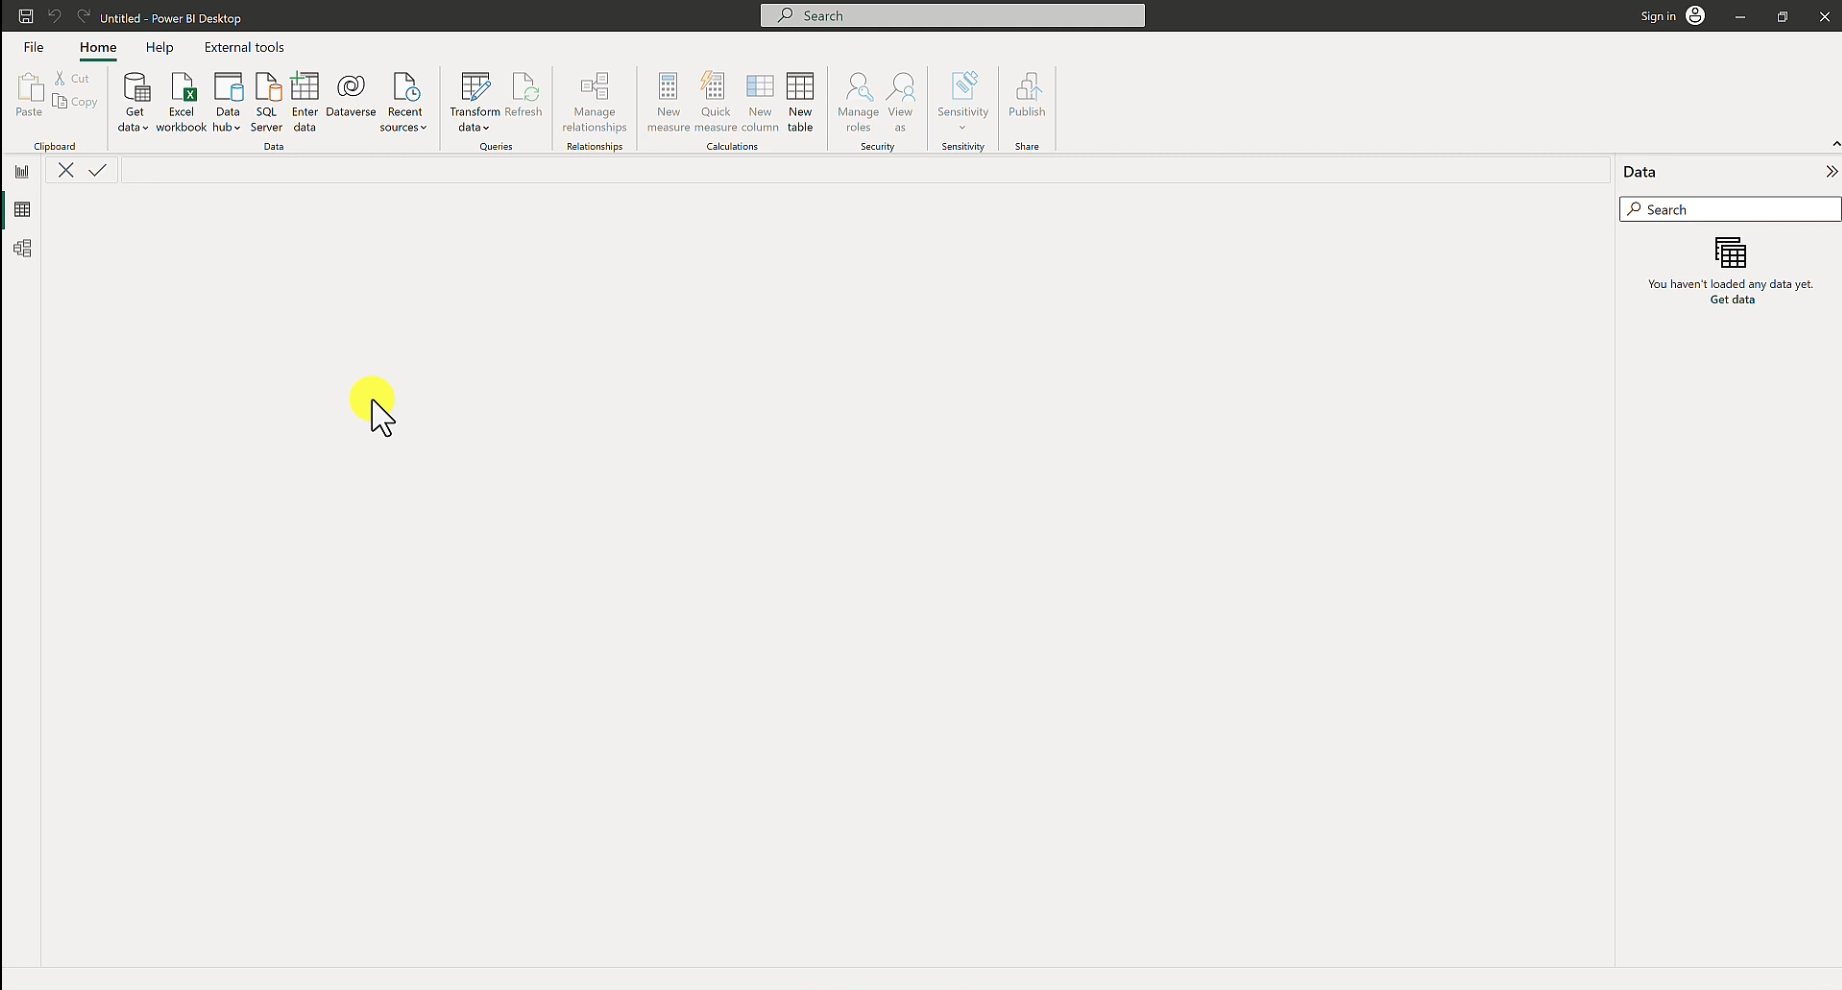 Untitled - Power BI Desktop
Search
Sign in
File
Home
Help
External tools
Paste
Cut
Copy
Clipboard
Get data
Excel workbook
Data hub
SQL Server
Enter data
Dataverse
Recent sources
Data
Transform data
Refresh
Queries
Manage relationships
Relationships
New measure
Quick measure
New column
New table
Calculations
Manage roles
View as
Security
Sensitivity
Sensitivity
Publish
Share
Data
Search
You haven't loaded any data yet.
Get data